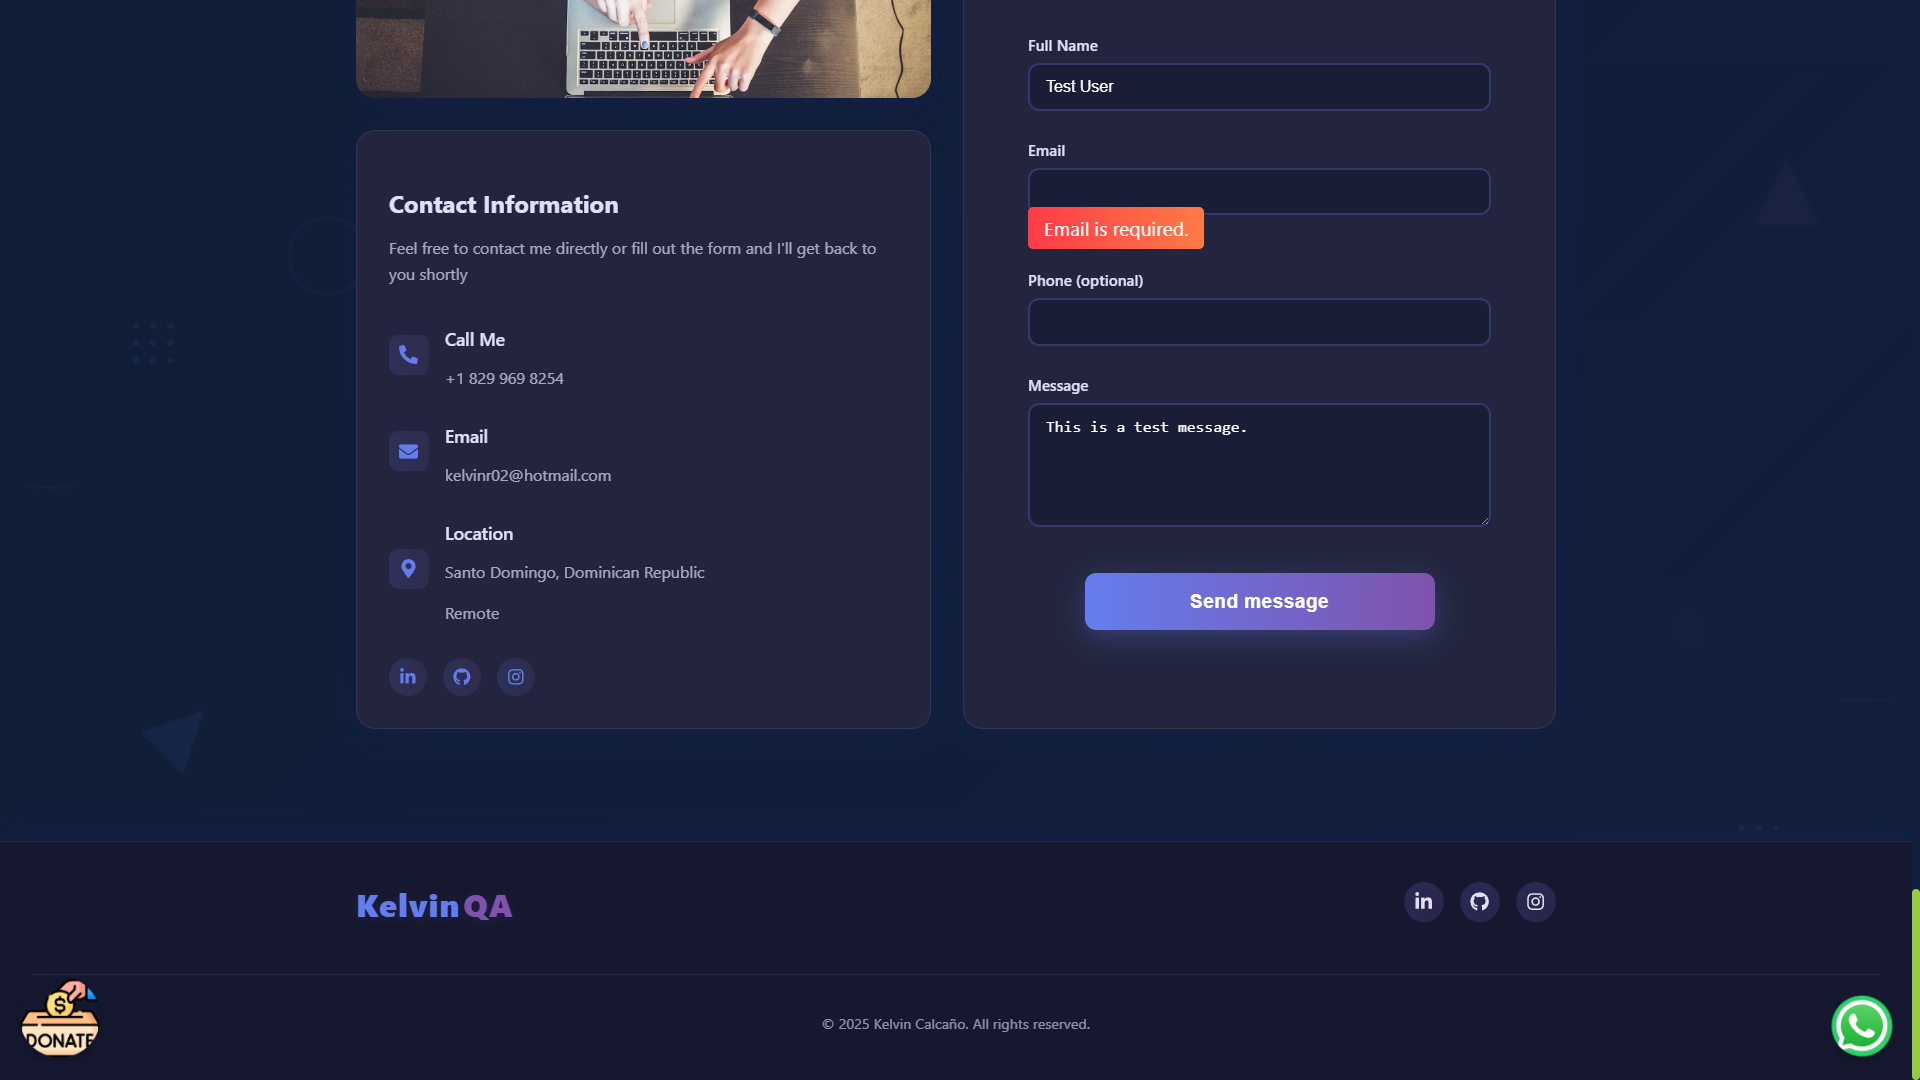 Full Name
Test User
Email
Email is required.
Phone (optional)
Message
This is a test message.
Send message
Contact Information
Feel free to contact me directly or fill out the form and I'll get back to
you shortly
Call Me
+1 829 969 8254
Email
kelvinr02@hotmail.com
Location
Santo Domingo, Dominican Republic
Remote
KelvinQA
DONATE
© 2025 Kelvin Calcaño. All rights reserved.